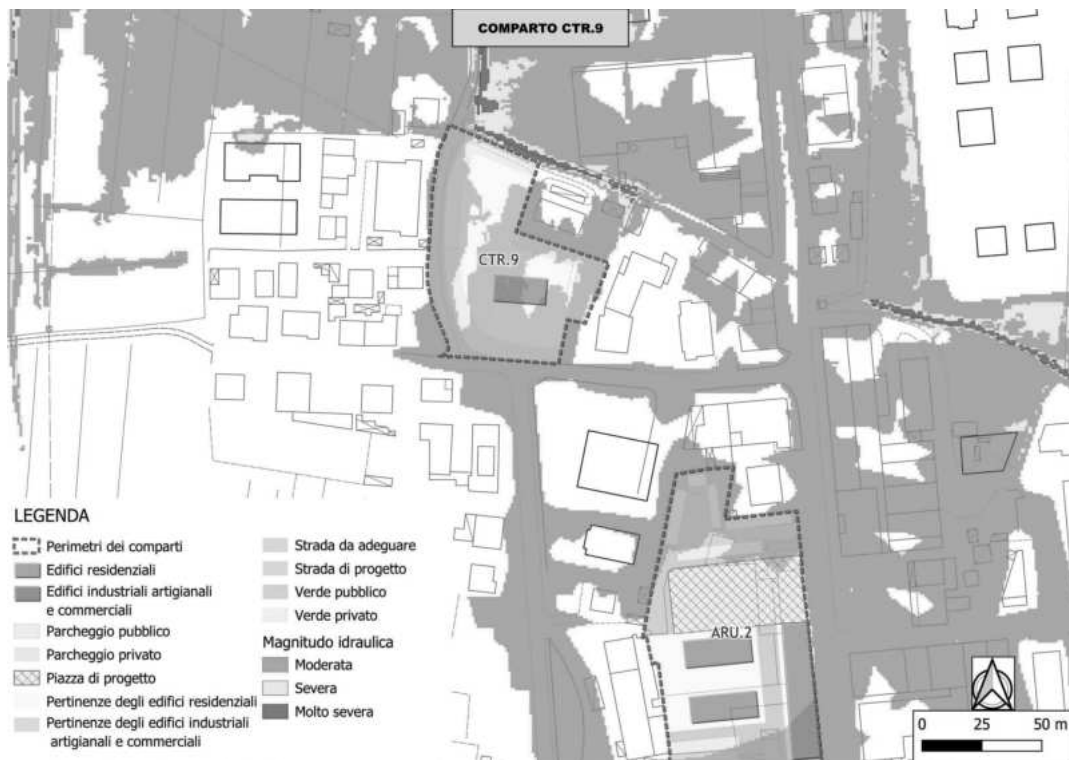 COMPARTO CTR.9
CTR.9
ARU.2
LEGENDA
Perimetri dei comparti
Edifici residenziali
Edifici industriali artigianali
e commerciali
Parcheggio pubblico
Parcheggio privato
Piazza di progetto
Pertinenze degli edifici residenziali
Pertinenze degli edifici industriali
artigianali e commerciali
Strada da adeguare
Strada di progetto
Verde pubblico
Verde privato
Magnitudo idraulica
Moderata
Severa
Molto severa
0 25 50 m